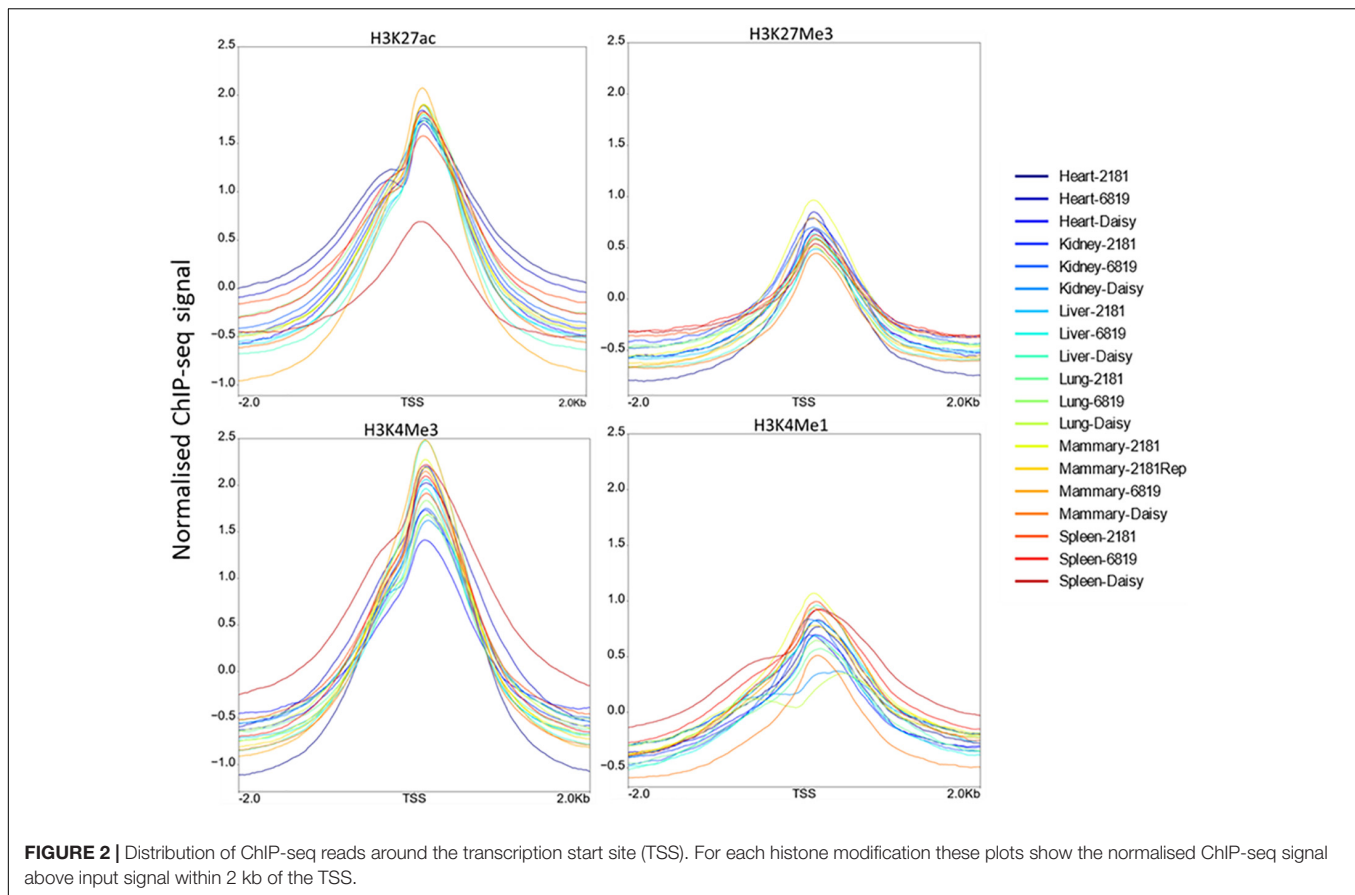 H3K27ac
2.5
2.0
1.5
1.0
0.5
0.0
−0.5
−1.0
-2.0 TSS 2.0Kb
H3K27Me3
2.5
2.0
1.5
1.0
0.5
0.0
−0.5
-2.0 TSS 2.0Kb
Normalised ChIP-seq signal
H3K4Me3
2.5
2.0
1.5
1.0
0.5
0.0
−0.5
−1.0
-2.0 TSS 2.0Kb
H3K4Me1
2.5
2.0
1.5
1.0
0.5
0.0
−0.5
-2.0 TSS 2.0Kb
Heart-2181
Heart-6819
Heart-Daisy
Kidney-2181
Kidney-6819
Kidney-Daisy
Liver-2181
Liver-6819
Liver-Daisy
Lung-2181
Lung-6819
Lung-Daisy
Mammary-2181
Mammary-2181Rep
Mammary-6819
Mammary-Daisy
Spleen-2181
Spleen-6819
Spleen-Daisy
FIGURE 2 | Distribution of ChIP-seq reads around the transcription start site (TSS). For each histone modification these plots show the normalised ChIP-seq signal
above input signal within 2 kb of the TSS.